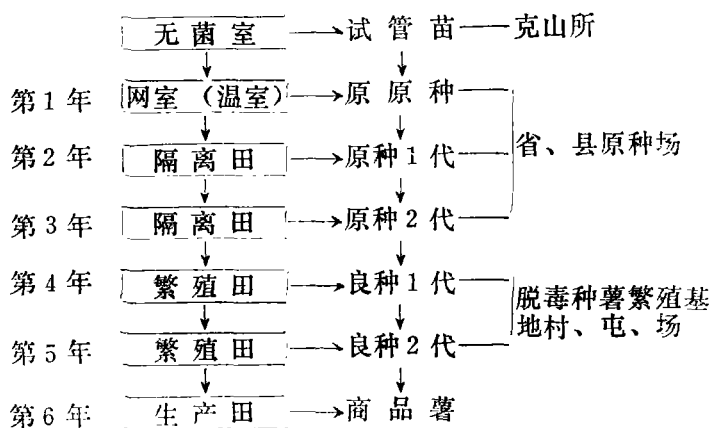 无菌室 试管苗 克山所
第1年 网室（温室） 原原种
第2年 隔离田 原种1代 省、县原种场
第3年 隔离田 原种2代
第4年 繁殖田 良种1代
脱毒种薯繁殖基
地村、屯、场
第5年 繁殖田 良种2代
第6年 生产田 商品薯